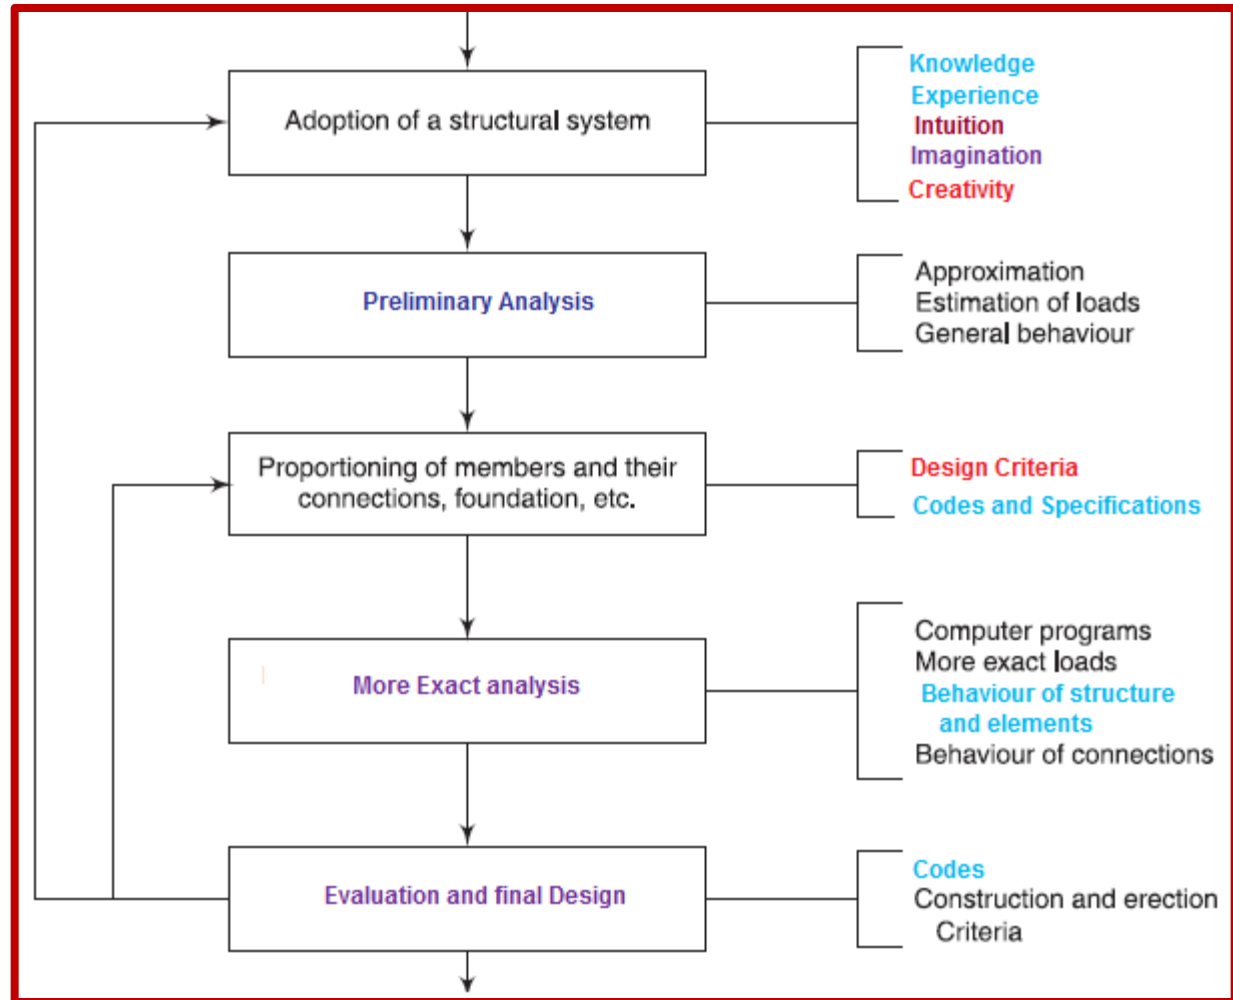 Adoption of a structural system
Knowledge
Experience
Intuition
Imagination
Creativity
Preliminary Analysis
Approximation
Estimation of loads
General behaviour
Proportioning of members and their
connections, foundation, etc.
Design Criteria
Codes and Specifications
More Exact analysis
Computer programs
More exact loads
Behaviour of structure
and elements
Behaviour of connections
Evaluation and final Design
Codes
Construction and erection
Criteria